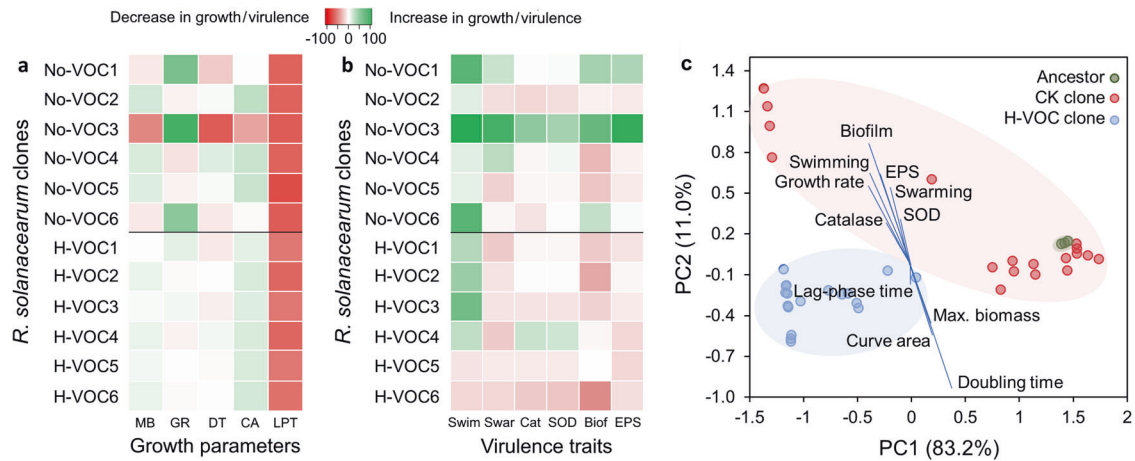 Decrease in growth/virulence
Increase in growth/virulence
-100 0 100
a
No-VOC1
No-VOC2
No-VOC3
No-VOC4
No-VOC5
No-VOC6
H-VOC1
H-VOC2
H-VOC3
H-VOC4
H-VOC5
H-VOC6
R. solanacearum clones
MB GR DT CA LPT
Growth parameters
b
No-VOC1
No-VOC2
No-VOC3
No-VOC4
No-VOC5
No-VOC6
H-VOC1
H-VOC2
H-VOC3
H-VOC4
H-VOC5
H-VOC6
R. solanacearum clones
Swim Swar Cat SOD Biof EPS
Virulence traits
c
Ancestor
CK clone
H-VOC clone
1.4
1.1
0.8
0.5
0.2
-0.1
-0.4
-0.7
-1.0
PC2 (11.0%)
Biofilm
Swimming
EPS
Growth rate
Swarming
Catalase
SOD
Lag-phase time
Max. biomass
Curve area
Doubling time
-1.5 -1 -0.5 0 0.5 1 1.5 2
PC1 (83.2%)